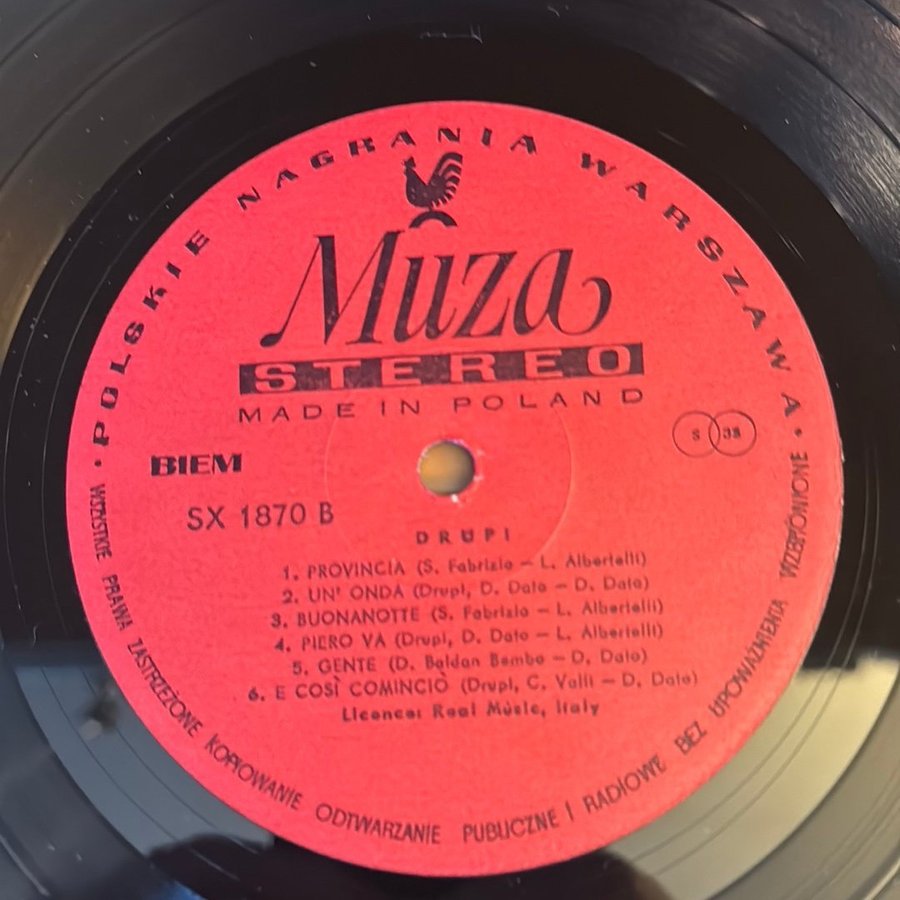 POLSKIE NAGRANIA WARSZAWA
Muza
STEREO
MADE IN POLAND
S 33
BIEM
SX 1870 B
DRUPI
1. PROVINCIA (S. Fabrizio – L. Albertelli)
2. UN' ONDA (Drupi, D. Dato – D. Dato)
3. BUONANOTTE (S. Fabrizio – L. Albertelli)
4. PIERO VA (Drupi, D. Dato – L. Albertelli)
5. GENTE (D. Baldan Bembo – D. Dato)
6. E COSÌ COMINCIÒ (Drupi, C. Valli – D. Dato)
Licence: Real Music, Italy
• WSZYSTKIE PRAWA ZASTRZEŻONE KOPIOWANIE ODTWARZANIE PUBLICZNE I RADIOWE BEZ UPOWAŻNIENIA WZBRONIONE •